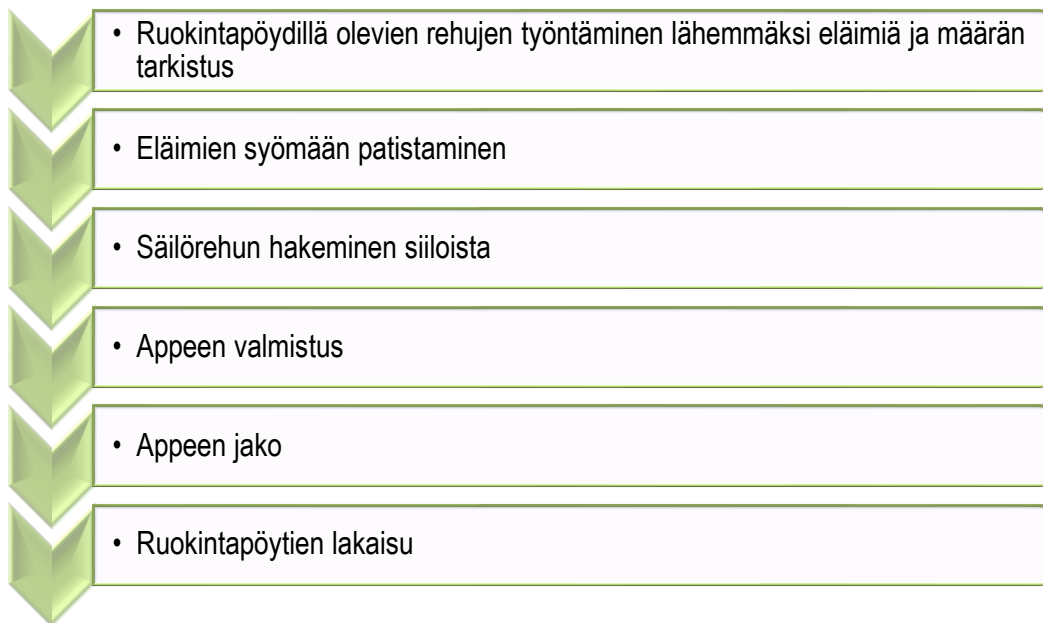 • Ruokintapöydillä olevien rehujen työntäminen lähemmäksi eläimiä ja määrän
tarkistus
• Eläimien syömään patistaminen
• Säilörehun hakeminen siiloista
• Appeen valmistus
• Appeen jako
• Ruokintapöytien lakaisu